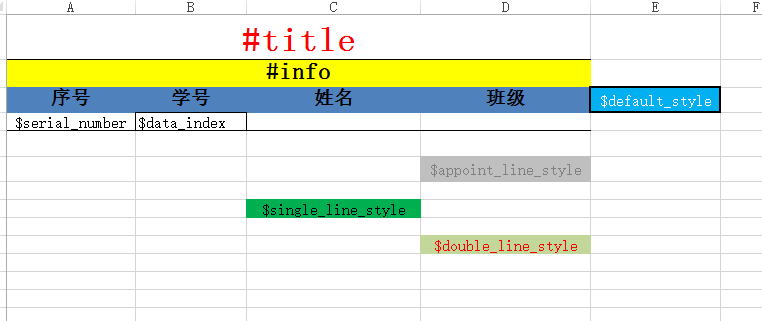 A B C D E F
#title
#info
序号 学号 姓名 班级 $default_style
$serial_number $data_index
$appoint_line_style
$single_line_style
$double_line_style